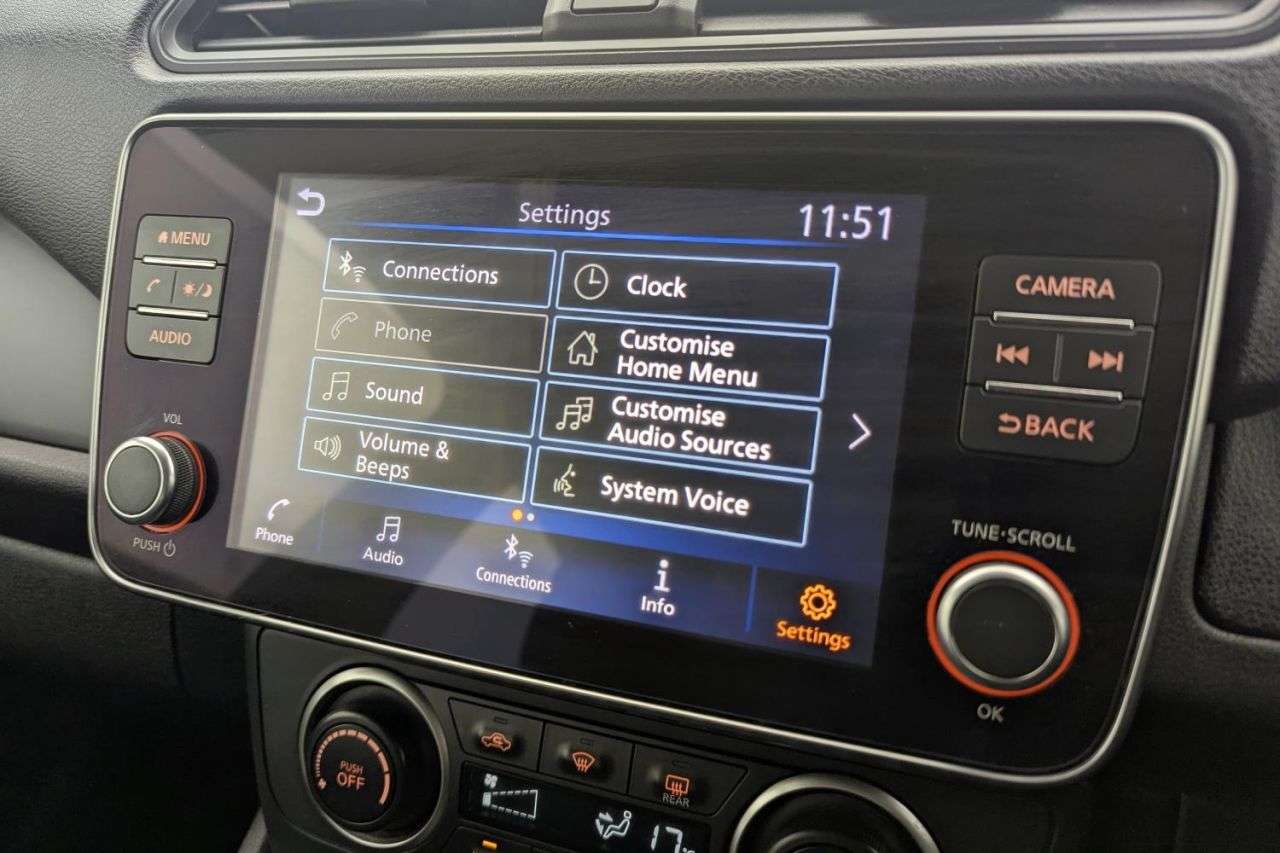 Settings
11:51
MENU
AUDIO
VOL
PUSH
Connections
Clock
Phone
Customise
Home Menu
Sound
Customise
Audio Sources
Volume &
Beeps
System Voice
Phone
Audio
Connections
Info
Settings
CAMERA
BACK
TUNE·SCROLL
OK
PUSH
OFF
REAR
17°C